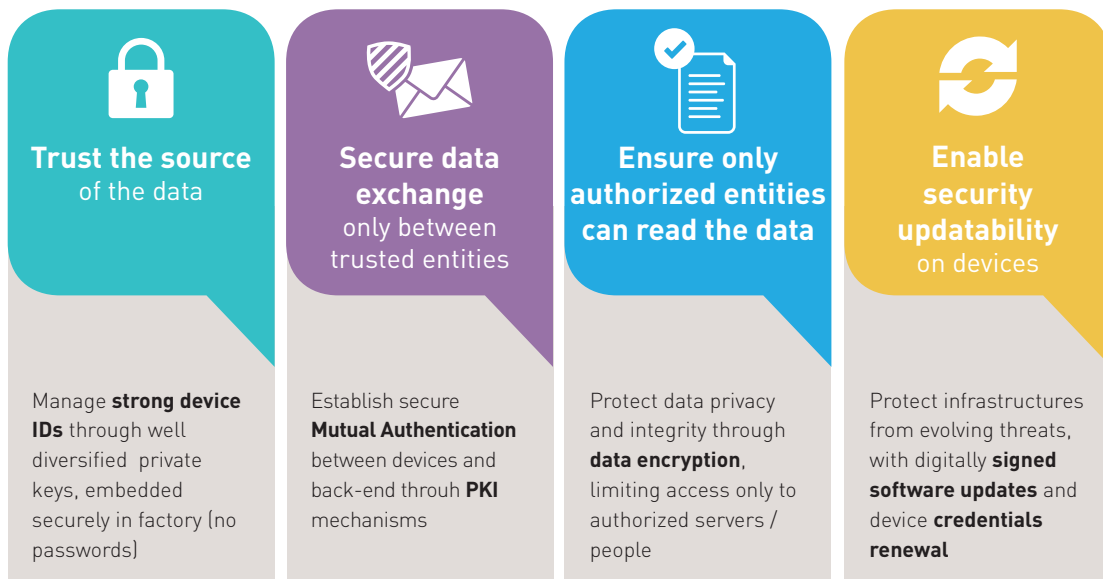 Trust the source
of the data
Manage strong device
IDs through well
diversified private
keys, embedded
securely in factory (no
passwords)
Secure data
exchange
only between
trusted entities
Establish secure
Mutual Authentication
between devices and
back-end throuh PKI
mechanisms
Ensure only
authorized entities
can read the data
Protect data privacy
and integrity through
data encryption,
limiting access only to
authorized servers /
people
Enable
security
updatability
on devices
Protect infrastructures
from evolving threats,
with digitally signed
software updates and
device credentials
renewal